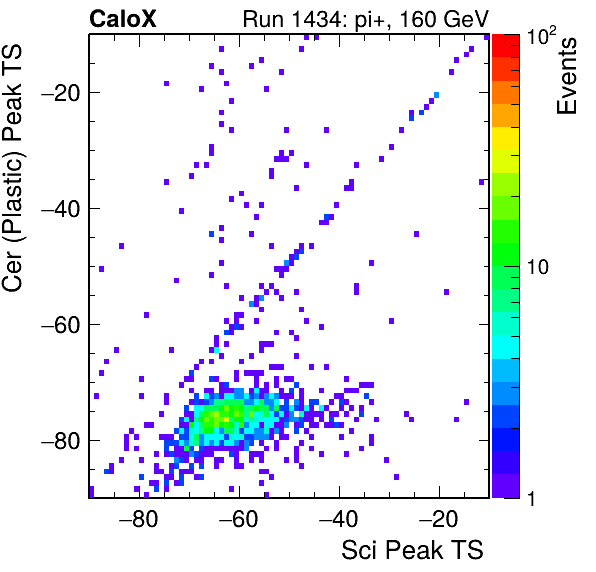 CaloX Run 1434: pi+, 160 GeV
Cer (Plastic) Peak TS
−20
−40
−60
−80
−80 −60 −40 −20
Sci Peak TS
10²
10
1
Events